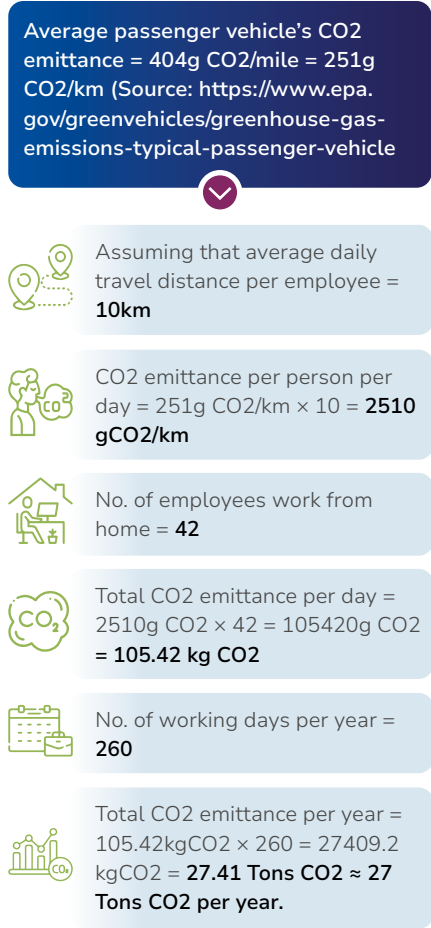 Average passenger vehicle’s CO2
emittance = 404g CO2/mile = 251g
CO2/km (Source: https://www.epa.
gov/greenvehicles/greenhouse-gas-
emissions-typical-passenger-vehicle
Assuming that average daily
travel distance per employee =
10km
CO2 emittance per person per
day = 251g CO2/km × 10 = 2510
gCO2/km
CO2
No. of employees work from
home = 42
CO2
Total CO2 emittance per day =
2510g CO2 × 42 = 105420g CO2
= 105.42 kg CO2
No. of working days per year =
260
Total CO2 emittance per year =
105.42kgCO2 × 260 = 27409.2
kgCO2 = 27.41 Tons CO2 ≈ 27
Tons CO2 per year.
CO₂